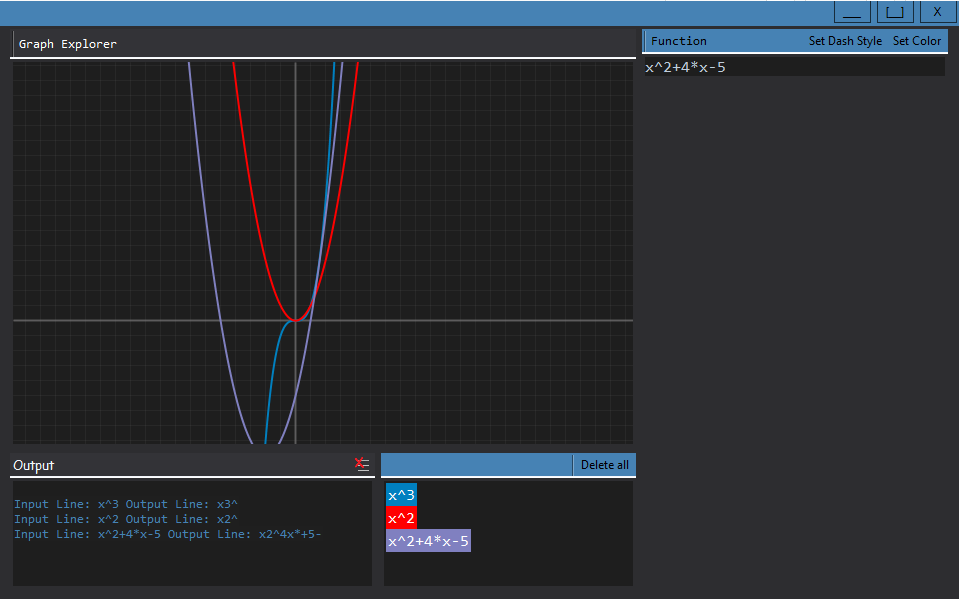 ___ [_] X
Graph Explorer
Function Set Dash Style Set Color
x^2+4*x-5
Output
Delete all
Input Line: x^3 Output Line: x3^
Input Line: x^2 Output Line: x2^
Input Line: x^2+4*x-5 Output Line: x2^4x*+5-
x^3
x^2
x^2+4*x-5